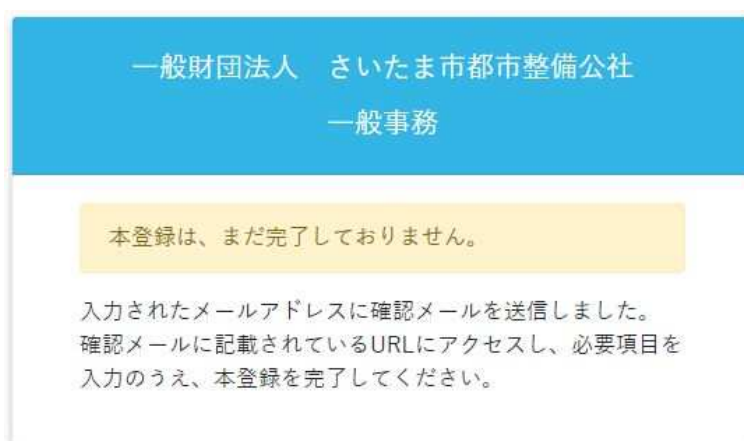 一般財団法人　さいたま市都市整備公社
一般事務
本登録は、まだ完了しておりません。
入力されたメールアドレスに確認メールを送信しました。
確認メールに記載されているURLにアクセスし、必要項目を
入力のうえ、本登録を完了してください。